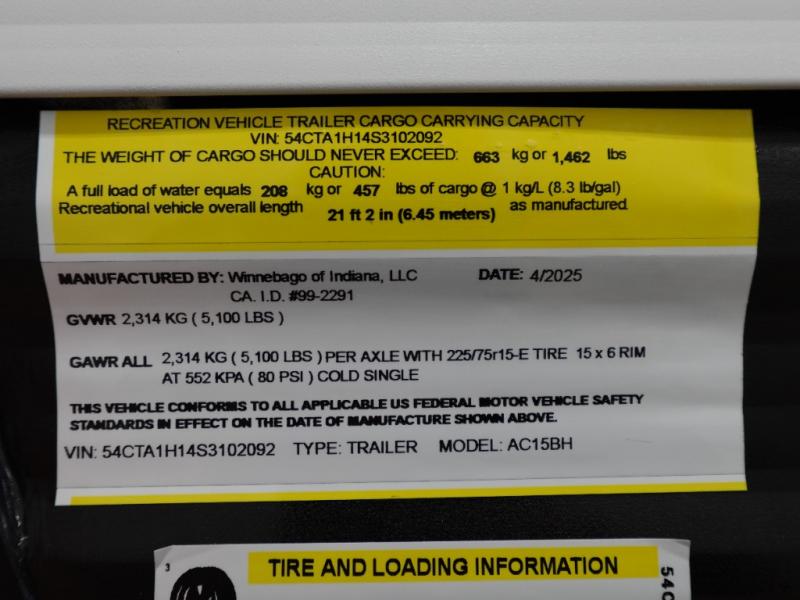 RECREATION VEHICLE TRAILER CARGO CARRYING CAPACITY
VIN: 54CTA1H14S3102092
THE WEIGHT OF CARGO SHOULD NEVER EXCEED: 663 kg or 1,462 lbs
CAUTION:
A full load of water equals 208 kg or 457 lbs of cargo @ 1 kg/L (8.3 lb/gal)
Recreational vehicle overall length 21 ft 2 in (6.45 meters) as manufactured
MANUFACTURED BY: Winnebago of Indiana, LLC DATE: 4/2025
CA. I.D. #99-2291
GVWR 2,314 KG ( 5,100 LBS )
GAWR ALL 2,314 KG ( 5,100 LBS ) PER AXLE WITH 225/75r15-E TIRE 15 x 6 RIM
AT 552 KPA ( 80 PSI ) COLD SINGLE
THIS VEHICLE CONFORMS TO ALL APPLICABLE US FEDERAL MOTOR VEHICLE SAFETY
STANDARDS IN EFFECT ON THE DATE OF MANUFACTURE SHOWN ABOVE.
VIN: 54CTA1H14S3102092 TYPE: TRAILER MODEL: AC15BH
3
TIRE AND LOADING INFORMATION
54C